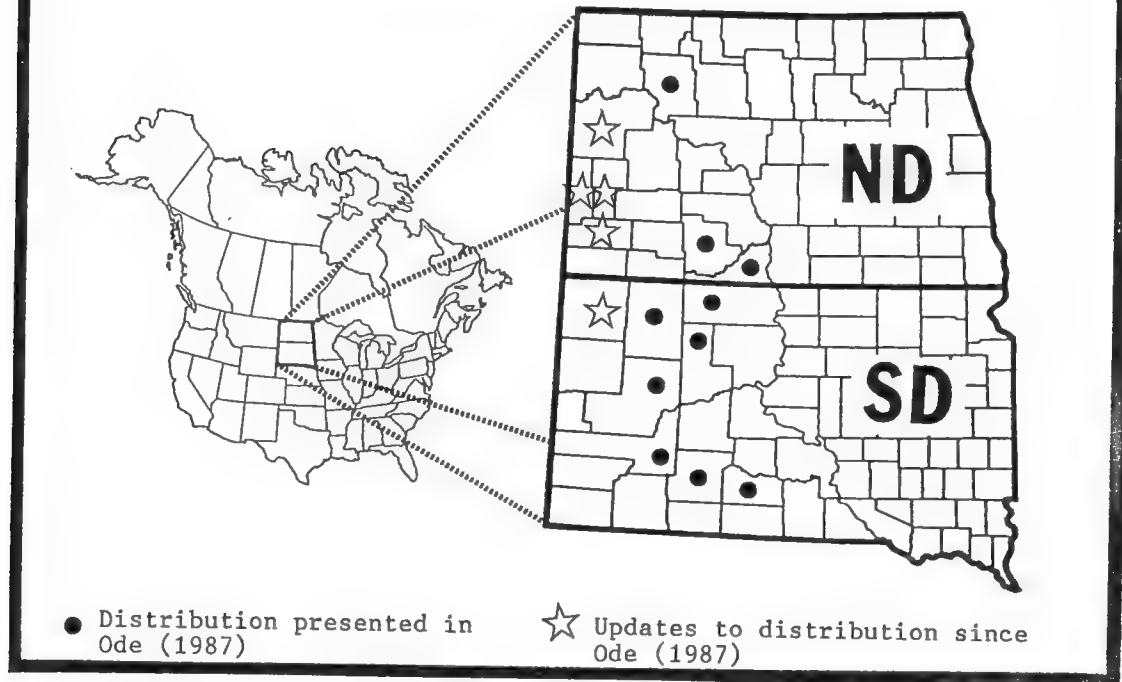 ND
SD
Distribution presented in
Ode (1987)
Updates to distribution since
Ode (1987)